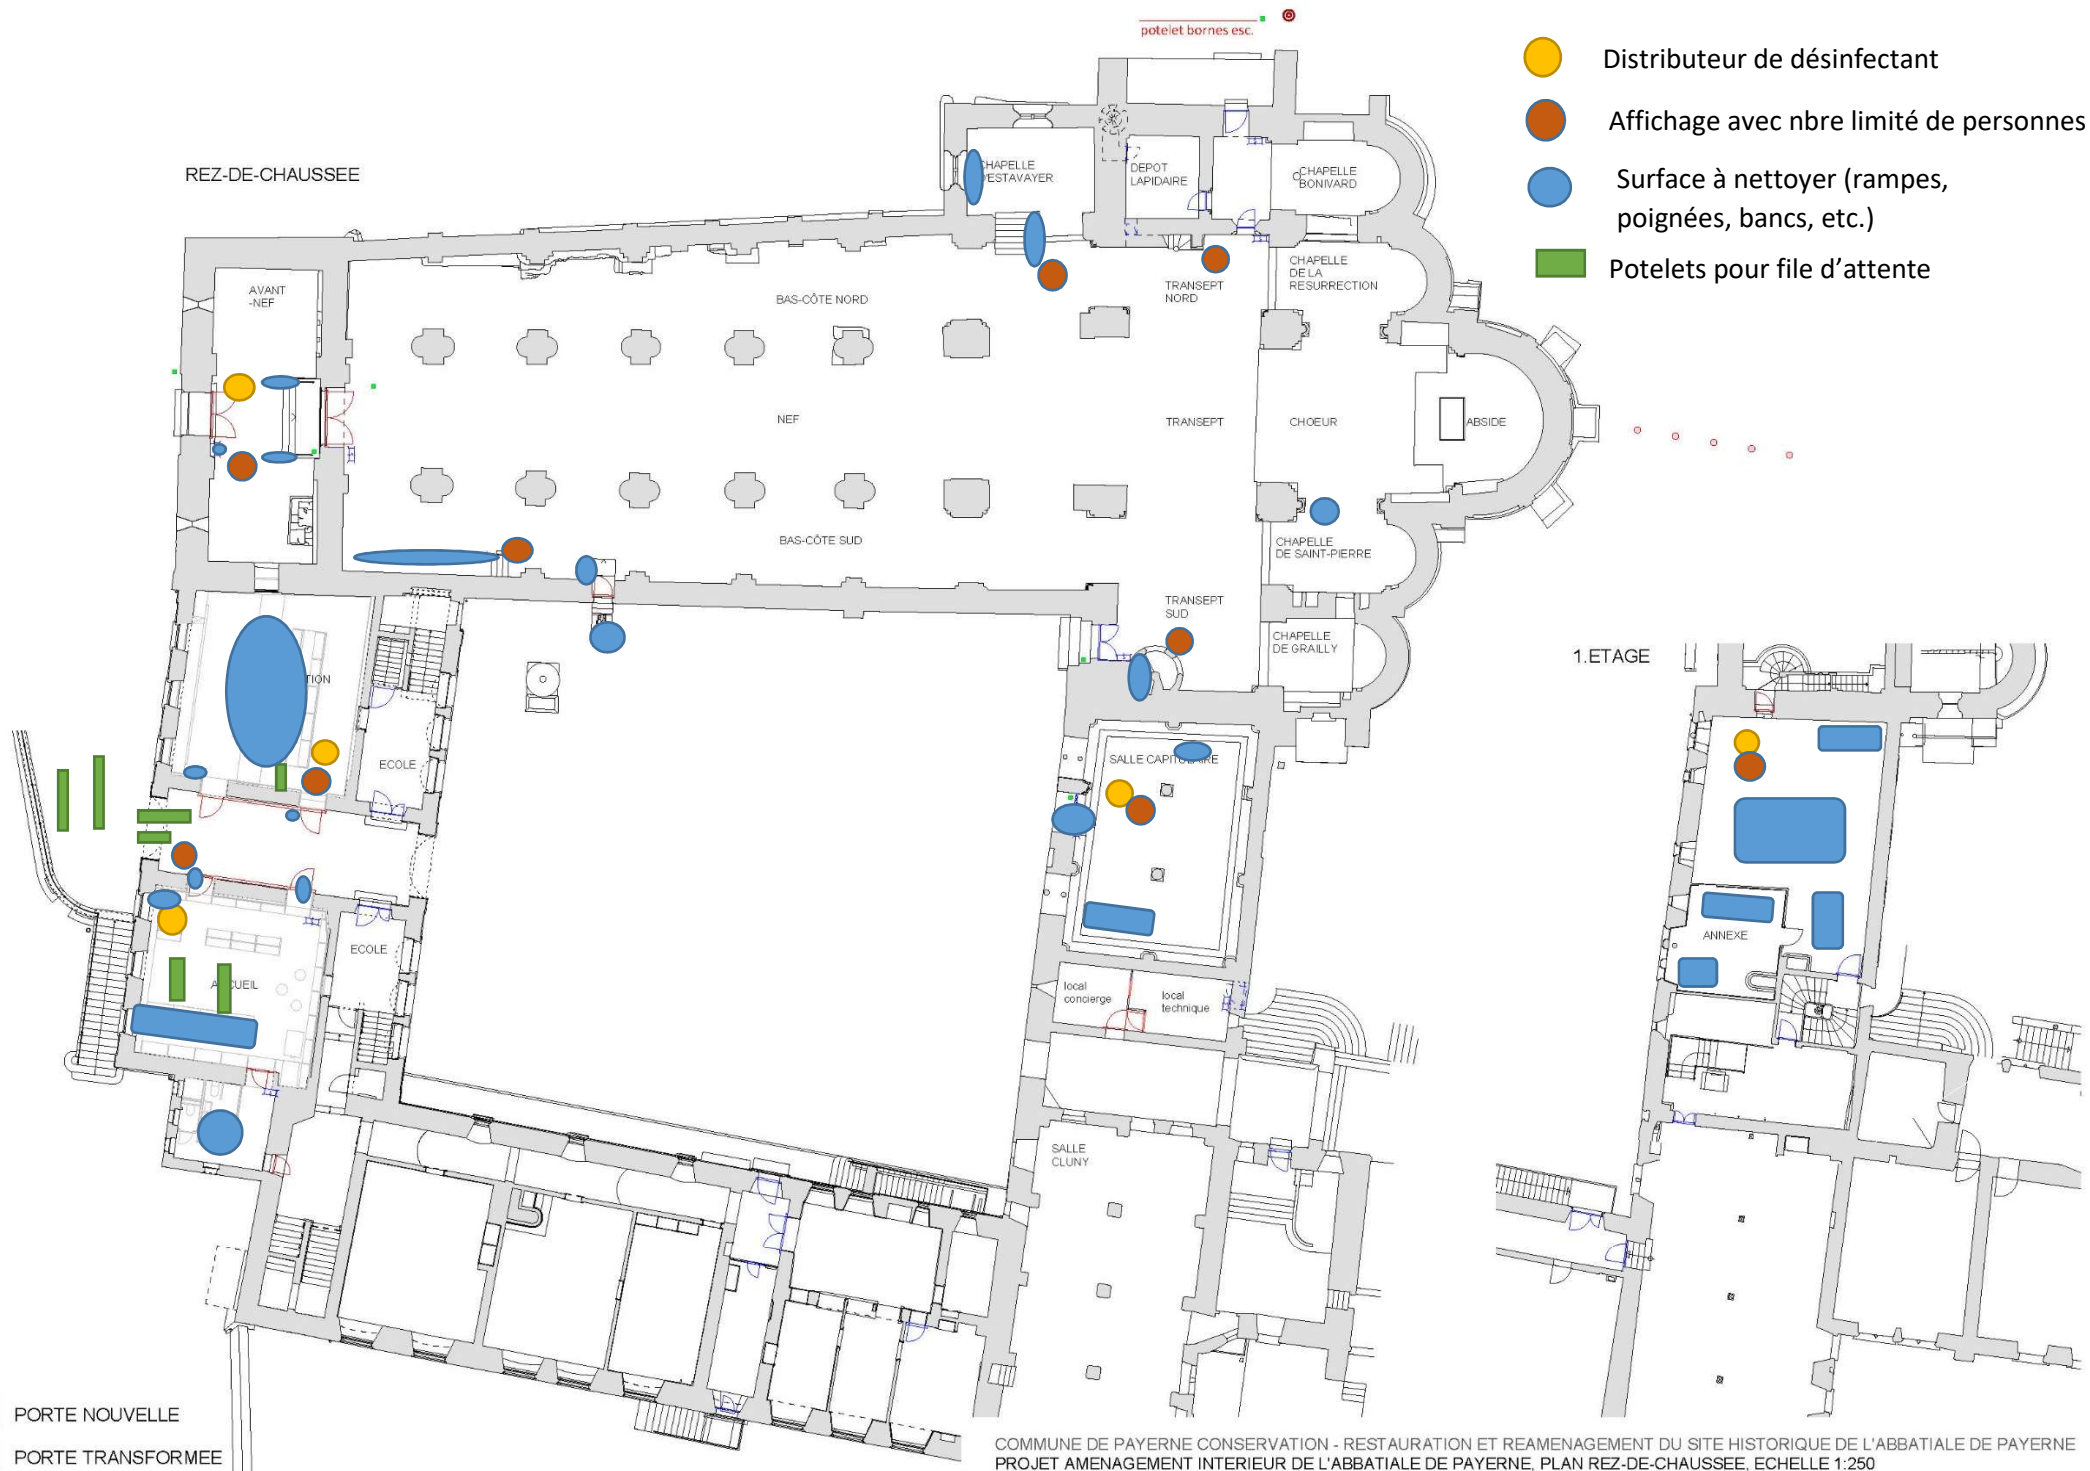 potelet bornes esc.
Distributeur de désinfectant
Affichage avec nbre limité de personnes
Surface à nettoyer (rampes,
poignées, bancs, etc.)
Potelets pour file d'attente
REZ-DE-CHAUSSEE
CHAPELLE
ESTAVAYER
DEPOT
LAPIDAIRE
CHAPELLE
BONIVARD
AVANT
-NEF
BAS-CÔTE NORD
TRANSEPT
NORD
CHAPELLE
DE LA
RESURRECTION
NEF
TRANSEPT
CHOEUR
ABSIDE
BAS-CÔTE SUD
CHAPELLE
DE SAINT-PIERRE
TRANSEPT
SUD
CHAPELLE
DE GRAILLY
1.ETAGE
TION
ECOLE
SALLE CAPITULAIRE
ECOLE
ANNEXE
local
concierge
local
technique
SALLE
CLUNY
PORTE NOUVELLE
PORTE TRANSFORMEE
COMMUNE DE PAYERNE CONSERVATION - RESTAURATION ET REAMENAGEMENT DU SITE HISTORIQUE DE L'ABBATIALE DE PAYERNE
PROJET AMENAGEMENT INTERIEUR DE L'ABBATIALE DE PAYERNE, PLAN REZ-DE-CHAUSSEE, ECHELLE 1:250